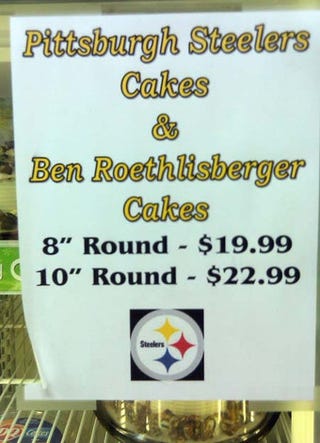 Pittsburgh Steelers
Cakes
&
Ben Roethlisberger
Cakes
8" Round - $19.99
10" Round - $22.99
Steelers